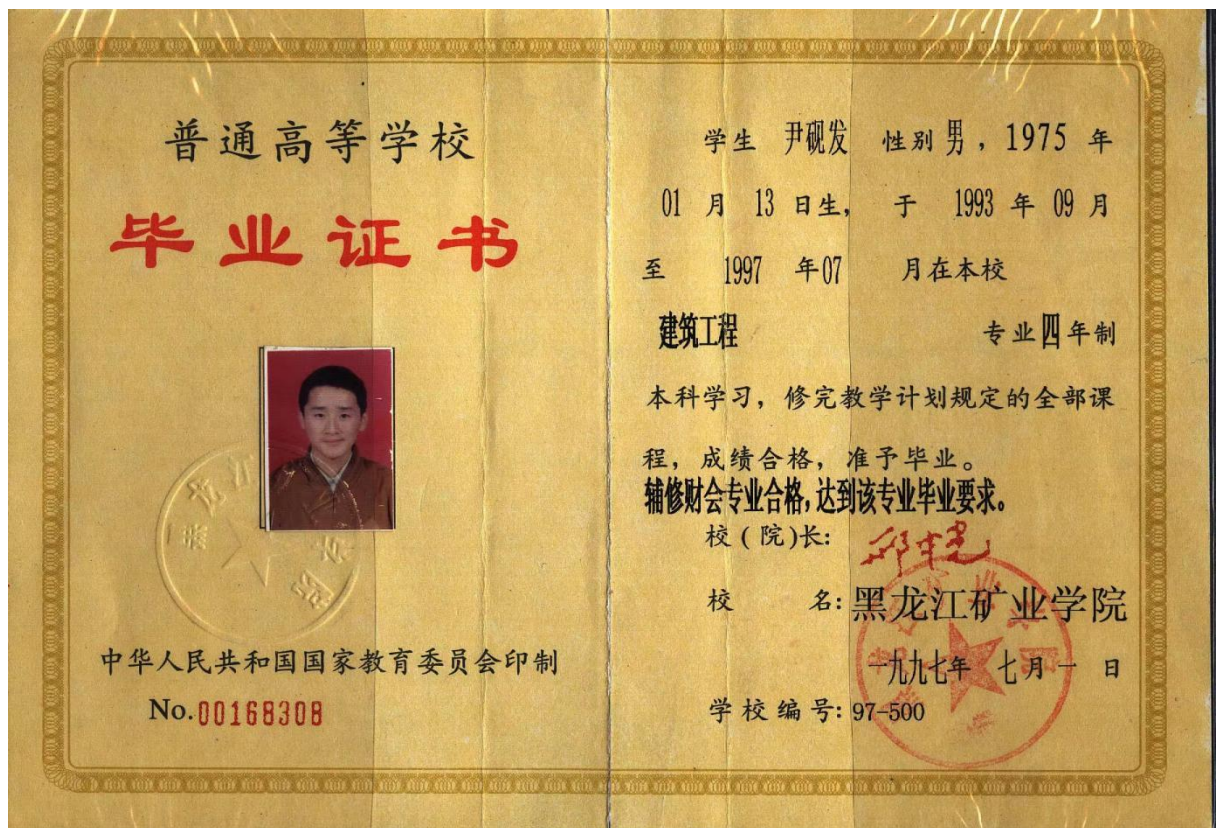 普通高等学校
毕业证书
中华人民共和国国家教育委员会印制
No.00168308
学生 尹砚发 性别 男，1975 年
01 月 13 日生， 于 1993 年 09 月
至 1997 年07 月在本校
建筑工程 专业四年制
本科学习，修完教学计划规定的全部课
程，成绩合格，准予毕业。
辅修财会专业合格，达到该专业毕业要求。
校(院)长：
校 名：黑龙江矿业学院
一九九七年 七月一 日
学校编号：97-500